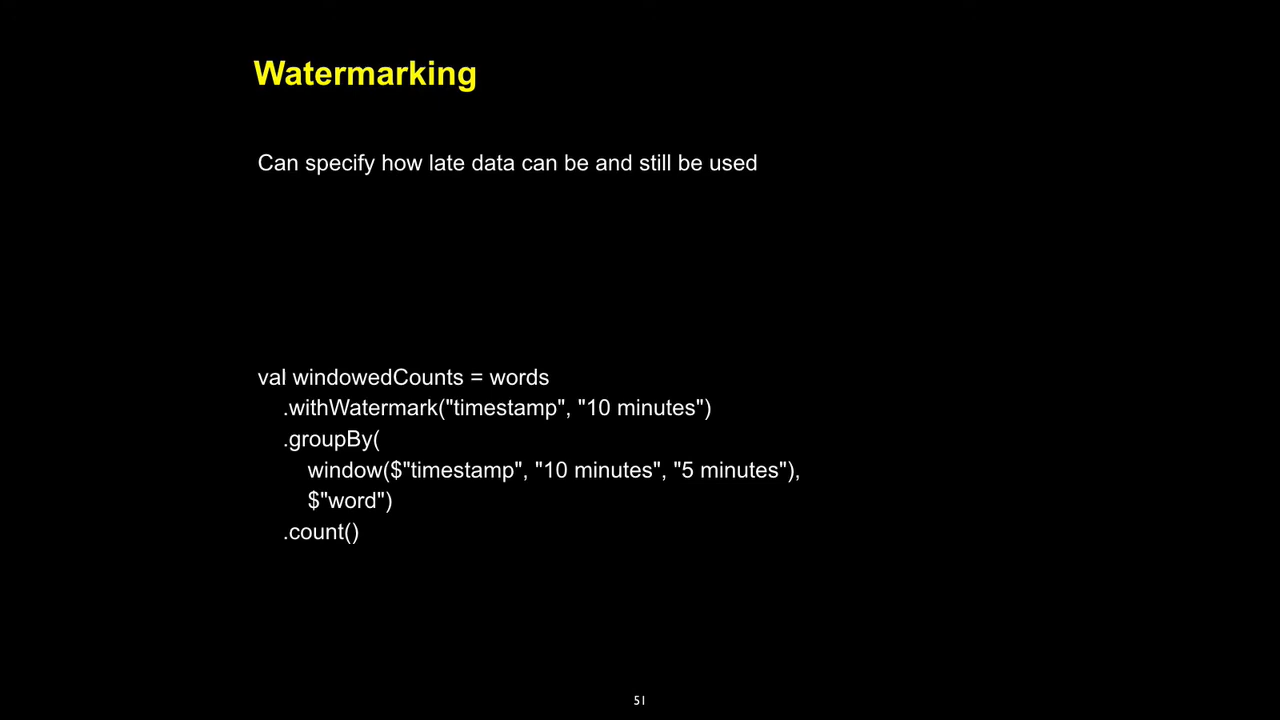 Watermarking
Can specify how late data can be and still be used
val windowedCounts = words
.withWatermark("timestamp", "10 minutes")
.groupBy(
window($"timestamp", "10 minutes", "5 minutes"),
$"word")
.count()
51